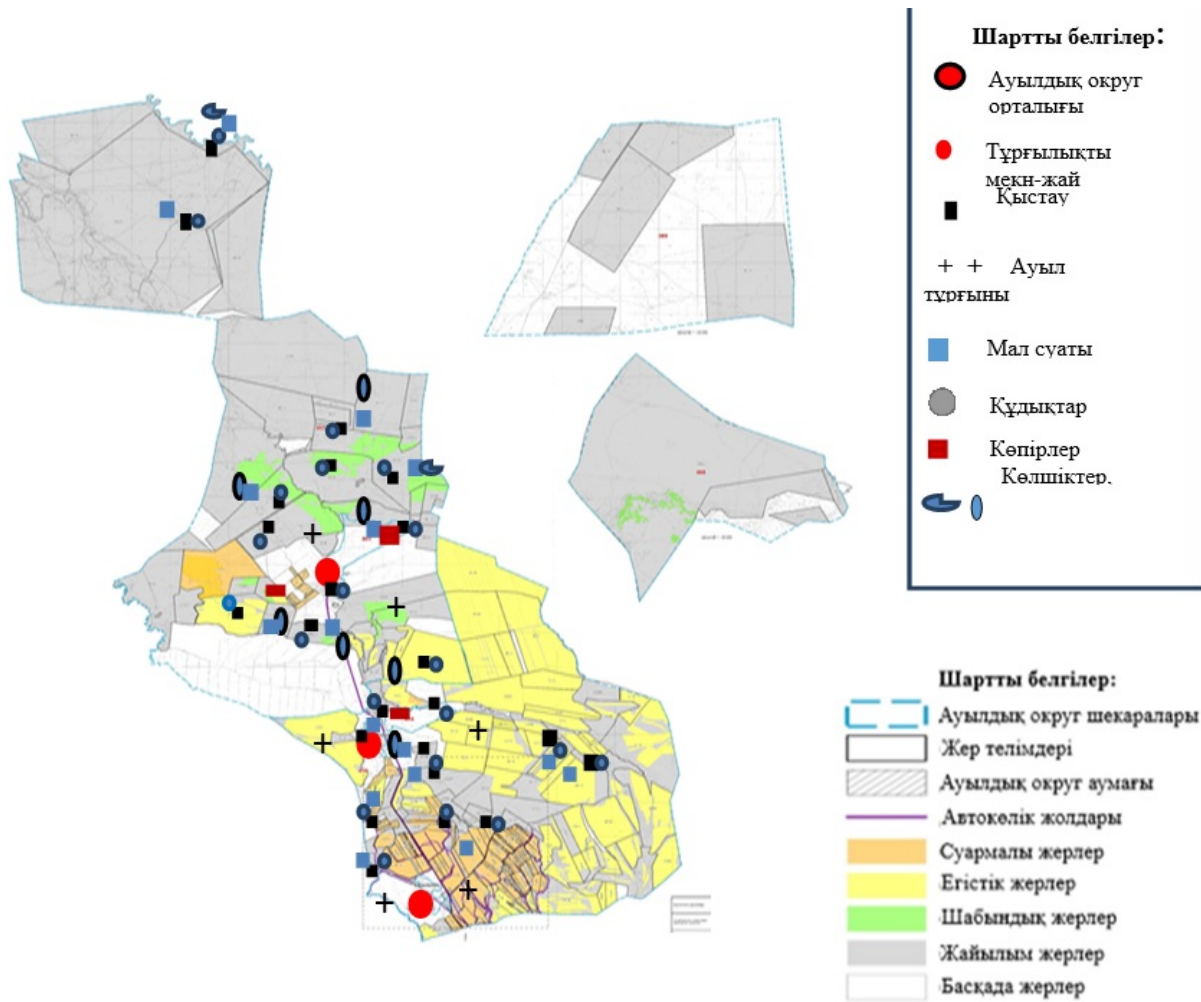 Шартты белгілер:
Ауылдық округ
орталығы
Тұрғылықты
мекн-жай
Қыстау
+ + Ауыл
тұрғыны
Мал суаты
Құдықтар
Көпірлер
Көлшіктер,
Шартты белгілер:
Ауылдық округ шекаралары
Жер телімдері
Ауылдық округ аумағы
Автокөлік жолдары
Суармалы жерлер
Егістік жерлер
Шабындық жерлер
Жайылым жерлер
Басқада жерлер